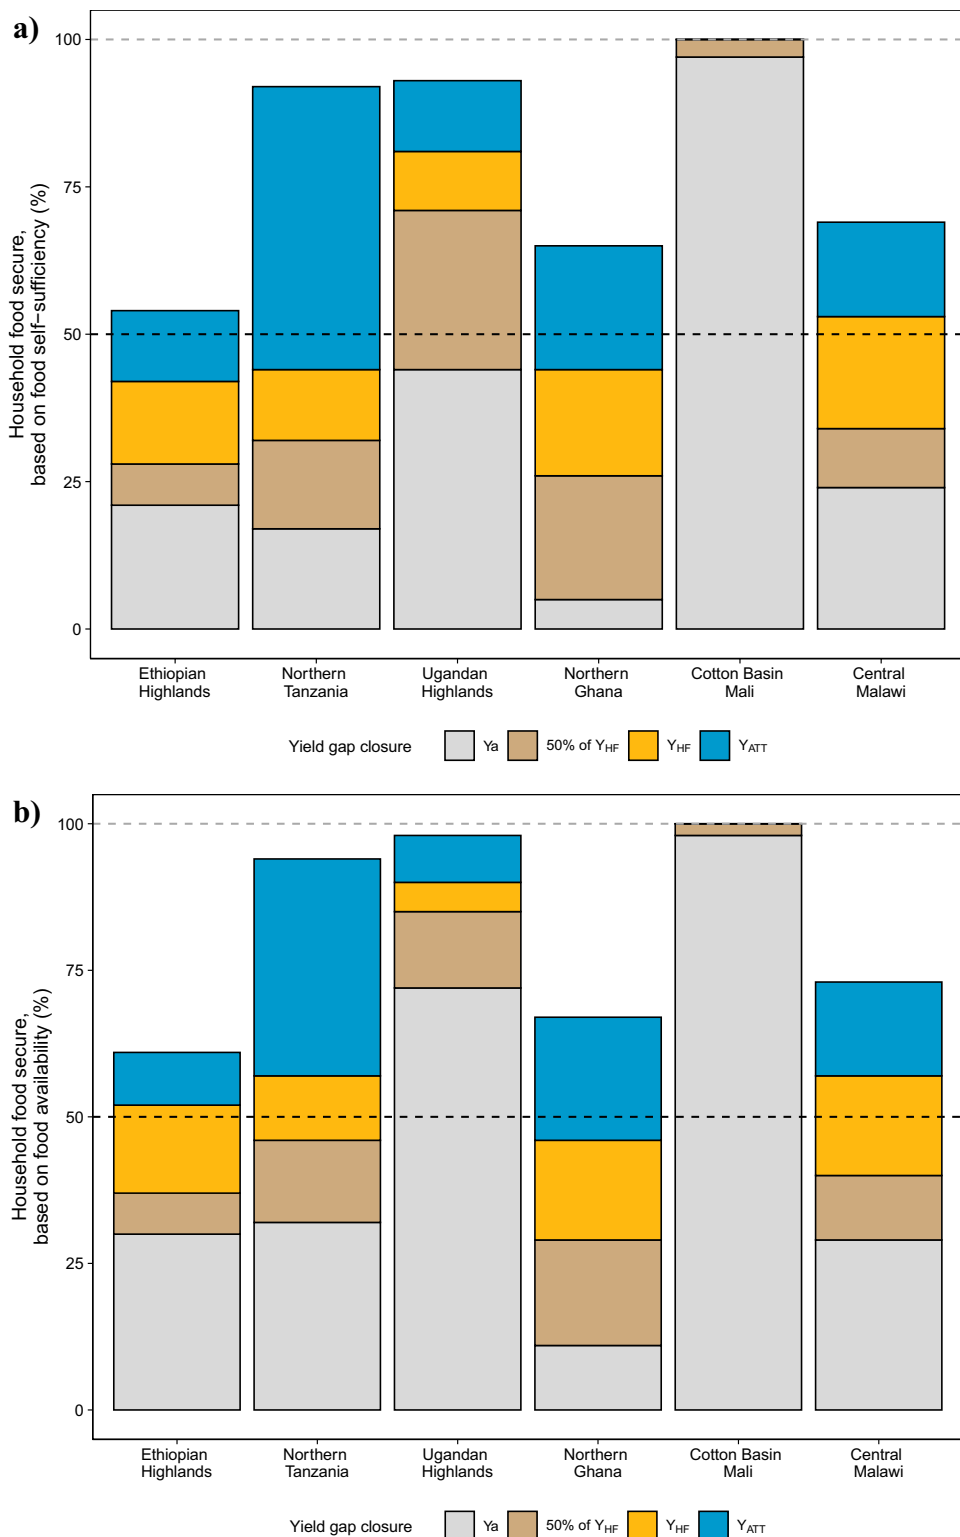 a)
Household food secure,
based on food self−sufficiency (%)
100
75
50
25
0
Ethiopian
Highlands
Northern
Tanzania
Ugandan
Highlands
Northern
Ghana
Cotton Basin
Mali
Central
Malawi
Yield gap closure Ya 50% of YHF YHF YATT
b)
Household food secure,
based on food availability (%)
100
75
50
25
0
Ethiopian
Highlands
Northern
Tanzania
Ugandan
Highlands
Northern
Ghana
Cotton Basin
Mali
Central
Malawi
Yield gap closure Ya 50% of YHF YHF YATT